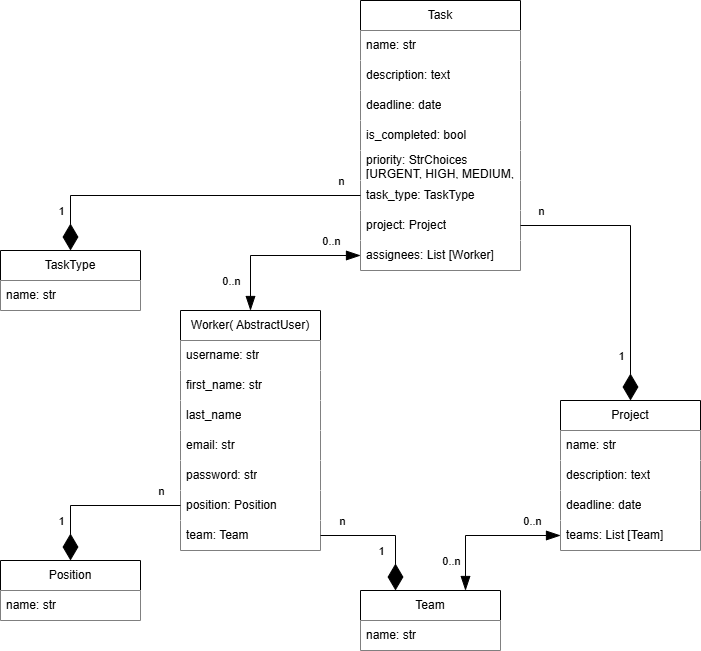 Task
name: str
description: text
deadline: date
is_completed: bool
priority: StrChoices
[URGENT, HIGH, MEDIUM,
task_type: TaskType
project: Project
assignees: List [Worker]
n
1
n
1
0..n
0..n
TaskType
name: str
Worker( AbstractUser)
username: str
first_name: str
last_name
email: str
password: str
position: Position
team: Team
Project
name: str
description: text
deadline: date
teams: List [Team]
n
1
n
1
0..n
0..n
Position
name: str
Team
name: str